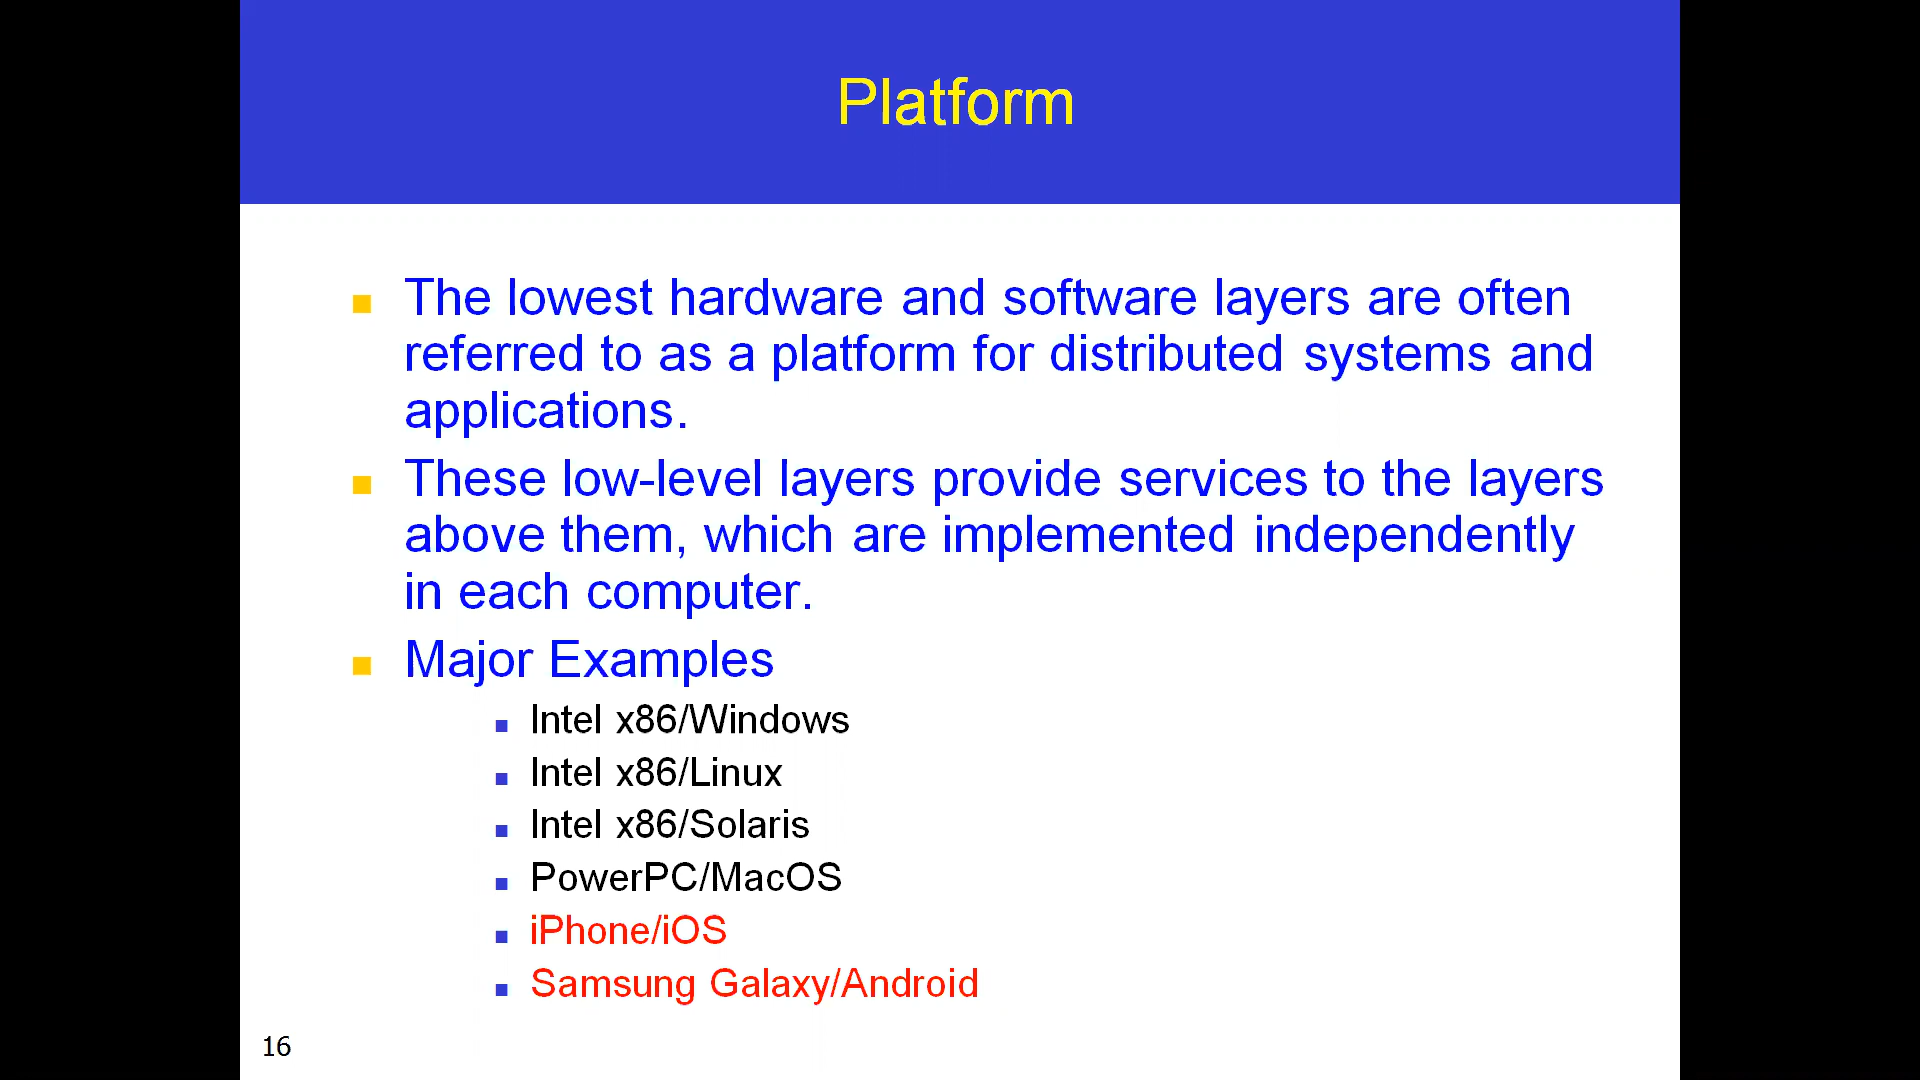 Platform
The lowest hardware and software layers are often
referred to as a platform for distributed systems and
applications.
These low-level layers provide services to the layers
above them, which are implemented independently
in each computer.
Major Examples
Intel x86/Windows
Intel x86/Linux
Intel x86/Solaris
PowerPC/MacOS
iPhone/iOS
Samsung Galaxy/Android
16